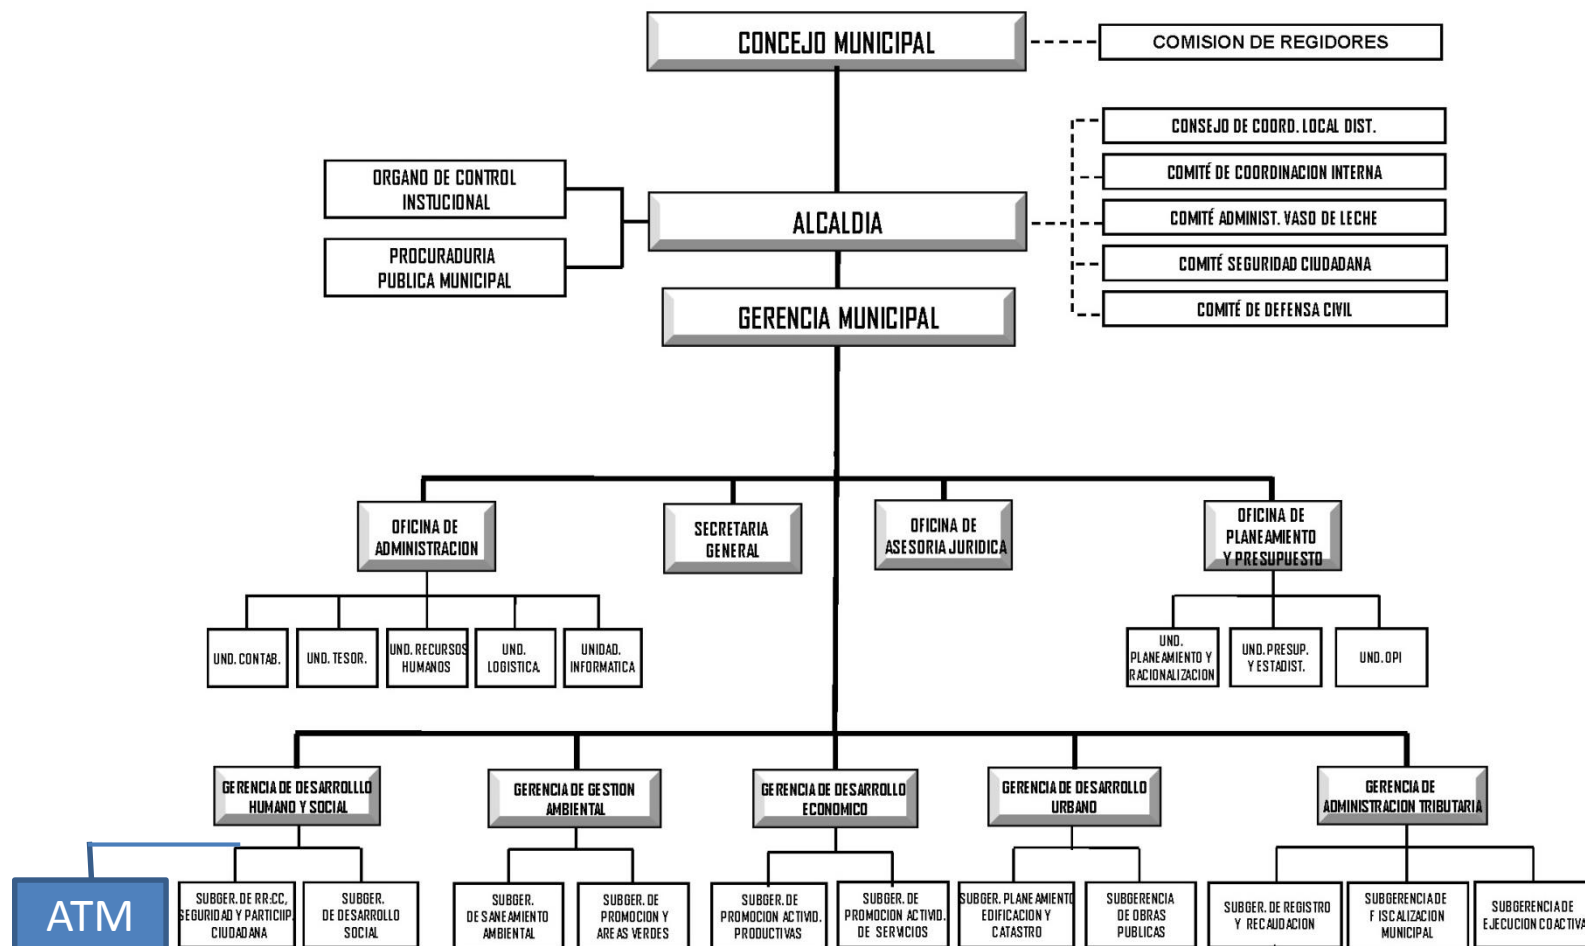 CONCEJO MUNICIPAL
COMISION DE REGIDORES
CONSEJO DE COORD. LOCAL DIST.
COMITÉ DE COORDINACION INTERNA
COMITÉ ADMINIST. VASO DE LECHE
COMITÉ SEGURIDAD CIUDADANA
COMITÉ DE DEFENSA CIVIL
ORGANO DE CONTROL
INSTUCIONAL
PROCURADURIA
PUBLICA MUNICIPAL
ALCALDIA
GERENCIA MUNICIPAL
OFICINA DE
ADMINISTRACION
SECRETARIA
GENERAL
OFICINA DE
ASESORIA JURIDICA
OFICINA DE
PLANEAMIENTO
Y PRESUPUESTO
UND. CONTAB.
UND. TESOR.
UND. RECURSOS
HUMANOS
UND.
LOGISTICA.
UNIDAD.
INFORMATICA
UND.
PLANEAMIENTO Y
RACIONALIZACION
UND. PRESUP.
Y ESTADIST.
UND. OPI
GERENCIA DE DESARROLLLO
HUMANO Y SOCIAL
GERENCIA DE GESTION
AMBIENTAL
GERENCIA DE DESARROLLO
ECONOMICO
GERENCIA DE DESARROLLO
URBANO
GERENCIA DE
ADMINISTRACION TRIBUTARIA
ATM
SUBGER. DE RR:CC,
SEGURIDAD Y PARTICIP.
CIUDADANA
SUBGER.
DE DESARROLLO
SOCIAL
SUBGER.
DE SANEAMIENTO
AMBIENTAL
SUBGER. DE
PROMOCION Y
AREAS VERDES
SUBGER. DE
PROMOCION ACTIVID.
PRODUCTIVAS
SUBGER. DE
PROMOCION ACTIVID.
DE SERVICIOS
SUBGER. PLANEAMIENTO
EDIFICACION Y
CATASTRO
SUBGERENCIA
DE OBRAS
PUBLICAS
SUBGER. DE REGISTRO
Y RECAUDACION
SUBGERENCIA DE
FISCALIZACION
MUNICIPAL
SUBGERENCIA DE
EJECUCION COACTIVA